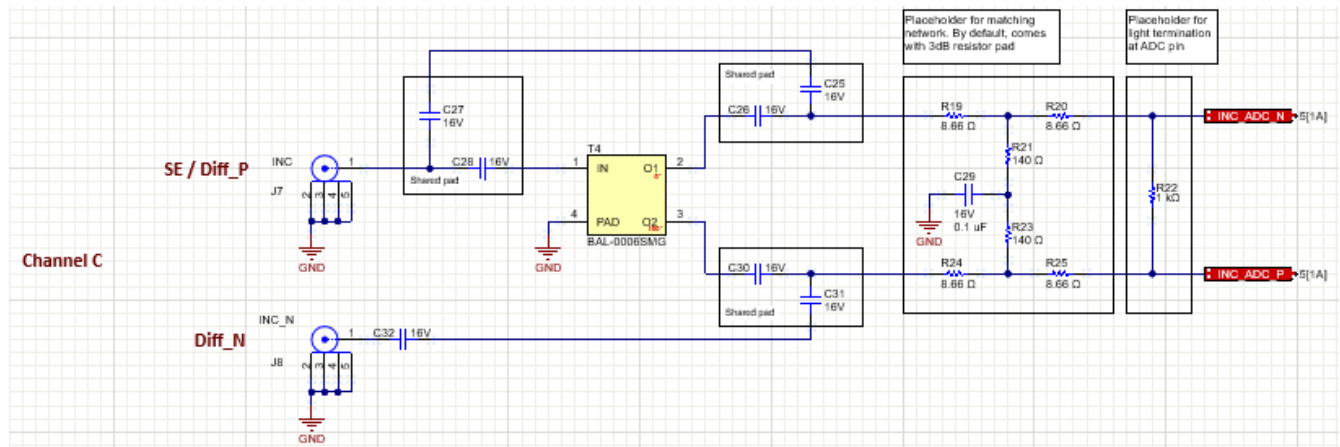 Placeholder for matching
network. By default, comes
with 3dB resistor pad
Placeholder for
light termination
at ADC pin
Shared pad
C25
16V
C26 16V
C27
16V
R19
8.66 Ω
R20
8.66 Ω
INC_ADC_N
5[1A]
SE / Diff_P
INC
1
J7
2
3
4
5
GND
C28 16V
Shared pad
T4
1
IN
O1
0°
2
4
PAD
O2
3
BAL-0006SMG
GND
R21
140 Ω
C29
16V
0.1 uF
GND
R22
1 kΩ
R23
140 Ω
Channel C
C30 16V
C31
16V
Shared pad
R24
8.66 Ω
R25
8.66 Ω
INC_ADC_P
5[1A]
Diff_N
INC_N
1
J8
2
3
4
5
GND
C32 16V